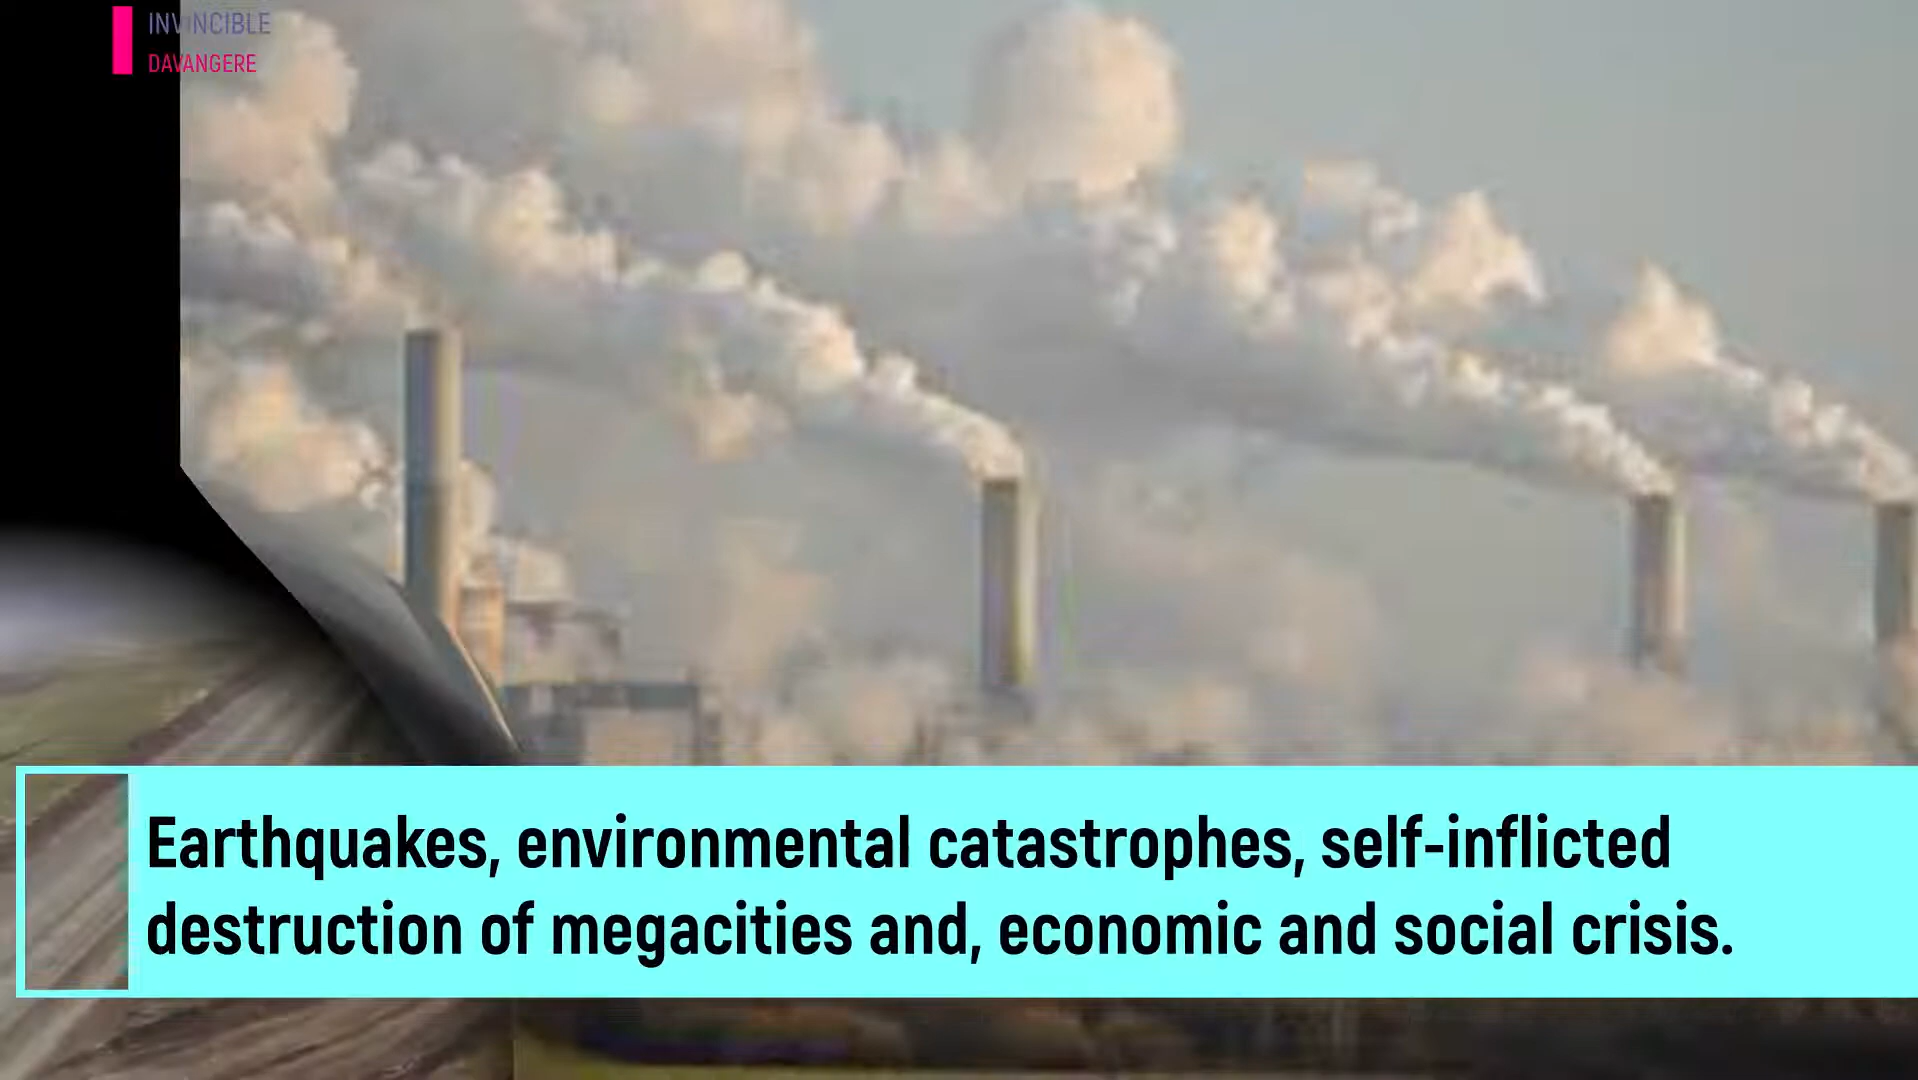 INVINCIBLE
DAVANGERE
Earthquakes, environmental catastrophes, self-inflicted
destruction of megacities and, economic and social crisis.